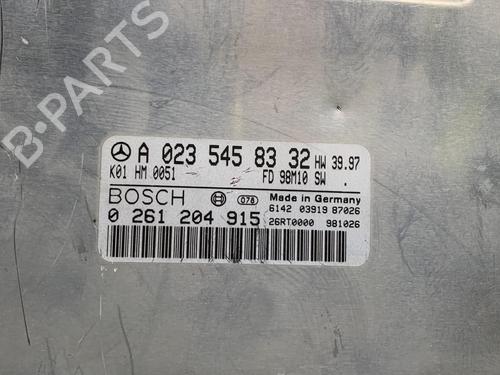 B-PARTS
A 023 545 83 32 HW 39.97
K01 HM 0051 FD 98M10 SW .
BOSCH 078 Made in Germany
6142 03919 87026
0 261 204 915 26RT0000 981026